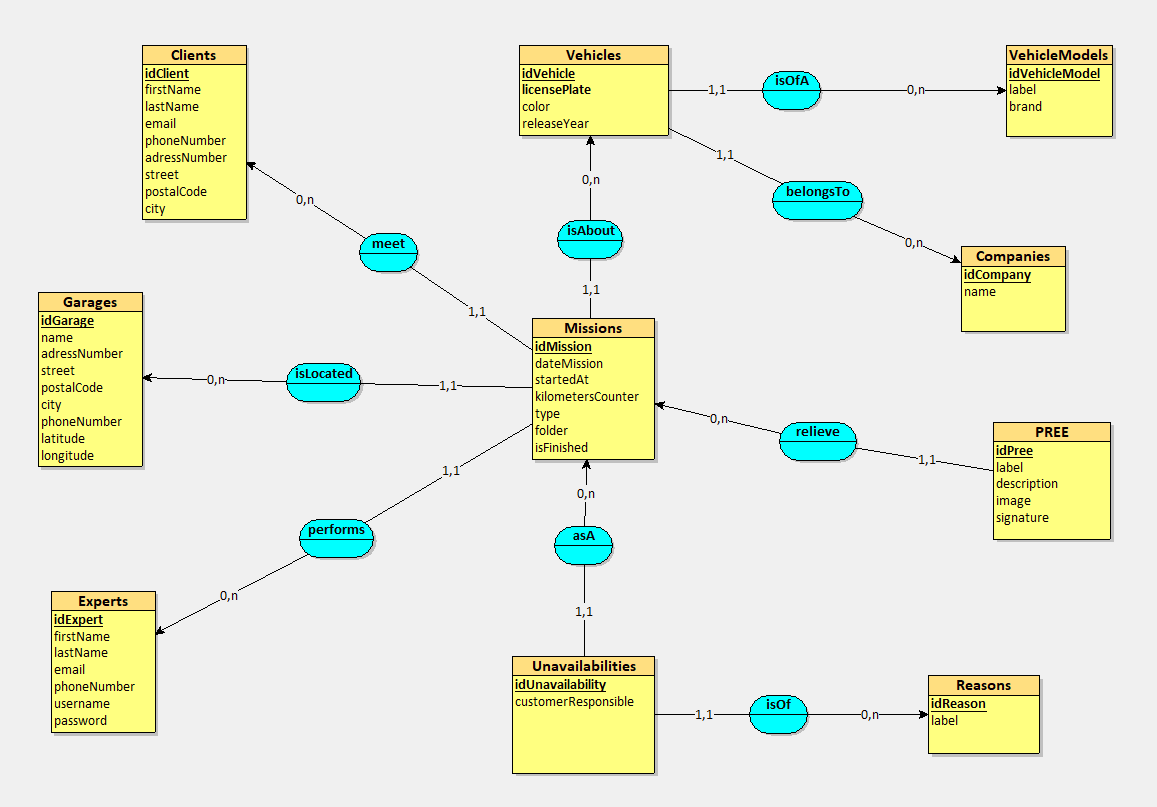 Clients
idClient
firstName
lastName
email
phoneNumber
adressNumber
street
postalCode
city
Vehicles
idVehicle
licensePlate
color
releaseYear
1,1
isOfA
0,n
VehicleModels
idVehicleModel
label
brand
1,1
belongsTo
0,n
Companies
idCompany
name
0,n
isAbout
1,1
0,n
meet
1,1
Garages
idGarage
name
adressNumber
street
postalCode
city
phoneNumber
latitude
longitude
0,n
isLocated
1,1
Missions
idMission
dateMission
startedAt
kilometersCounter
type
folder
isFinished
0,n
relieve
1,1
PREE
idPree
label
description
image
signature
1,1
performs
0,n
Experts
idExpert
firstName
lastName
email
phoneNumber
username
password
0,n
asA
1,1
Unavailabilities
idUnavailability
customerResponsible
1,1
isOf
0,n
Reasons
idReason
label